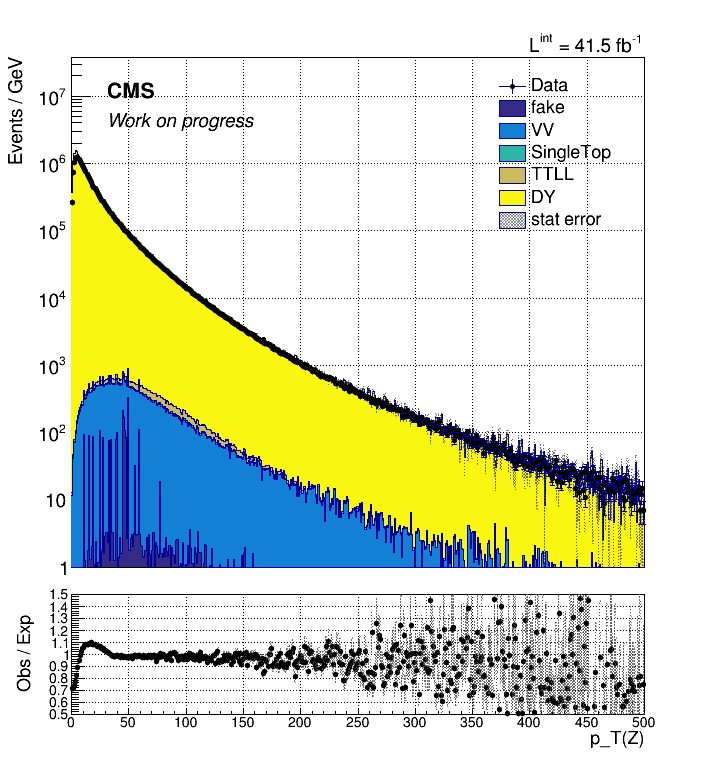 L^int = 41.5 fb^-1
Events / GeV
CMS
Work on progress
Data
fake
VV
SingleTop
TTLL
DY
stat error
10^7
10^6
10^5
10^4
10^3
10^2
10
1
Obs / Exp
1.5
1.4
1.3
1.2
1.1
1
0.9
0.8
0.7
0.6
0.5
0 50 100 150 200 250 300 350 400 450 500
p_T(Z)